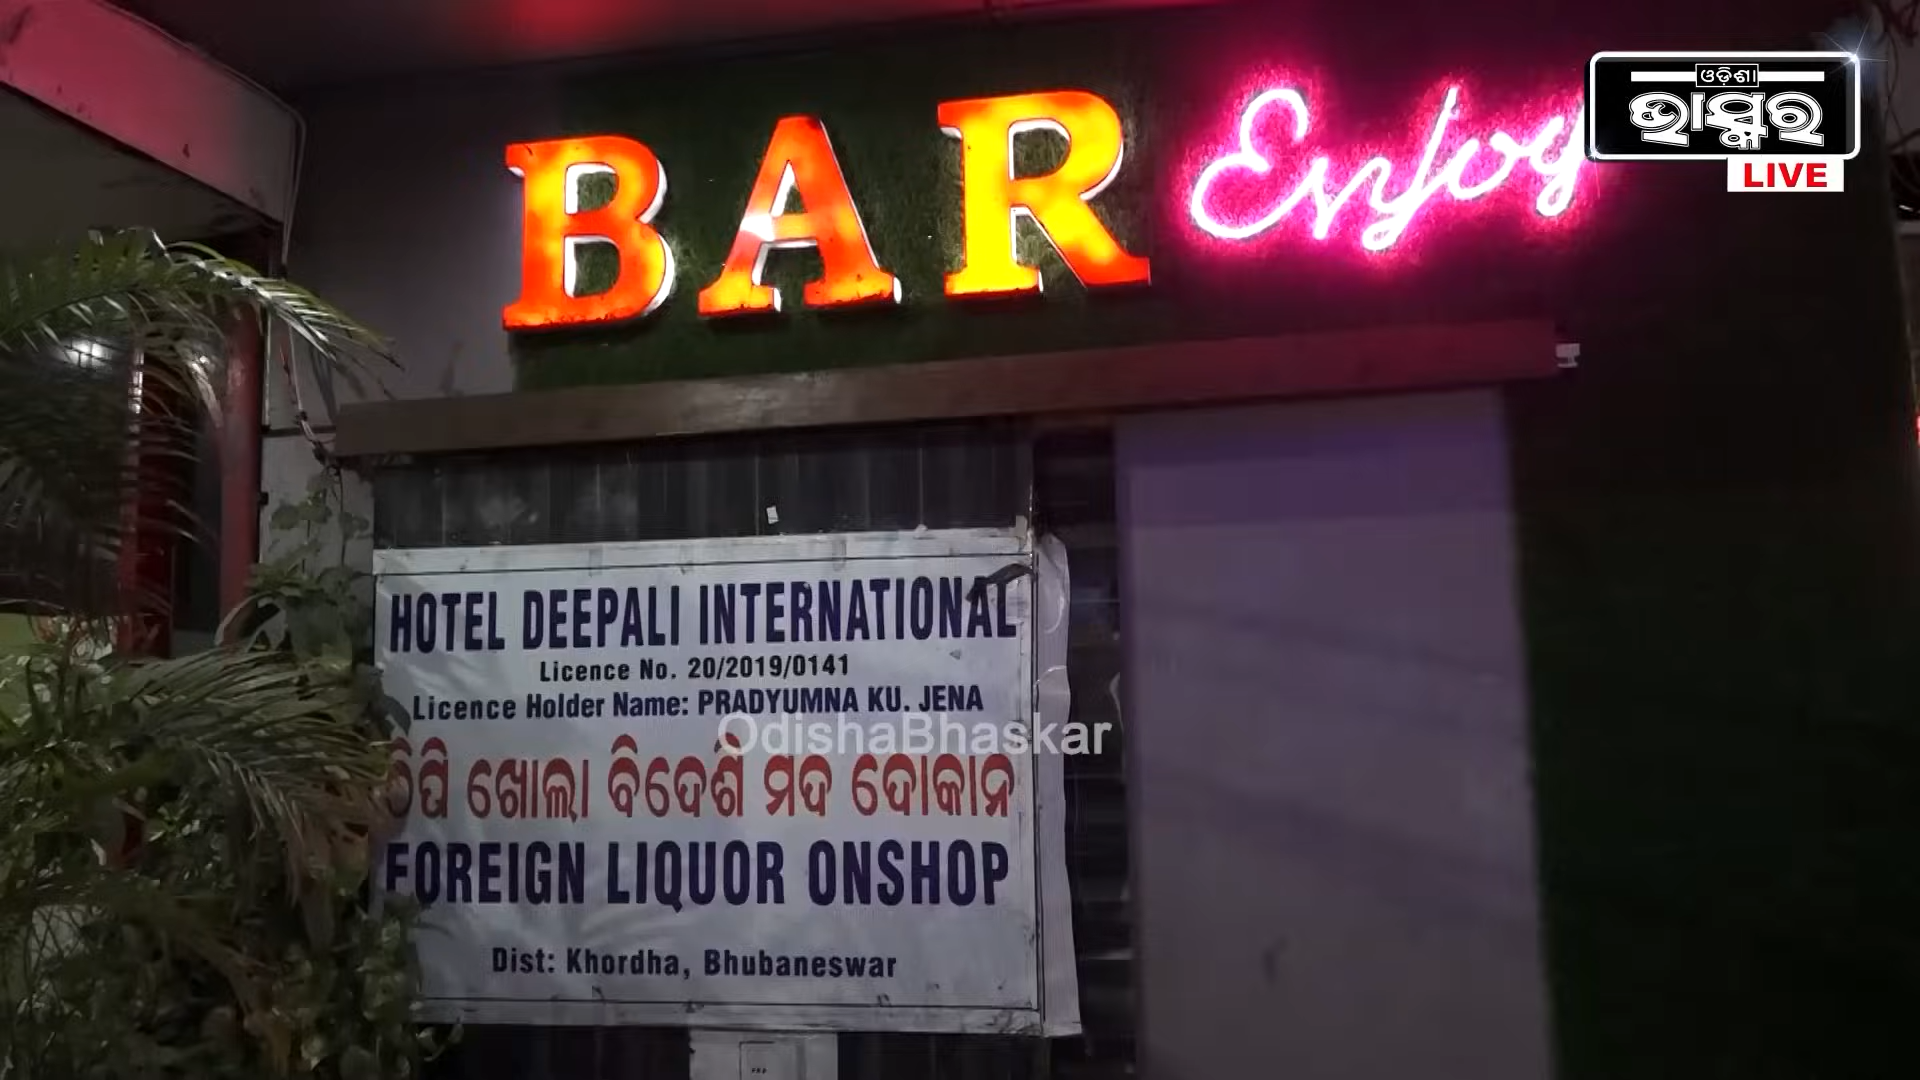 BAR Enjoy
ଓଡ଼ିଶା
ଭାସ୍କର
LIVE
HOTEL DEEPALI INTERNATIONAL
Licence No. 20/2019/0141
Licence Holder Name: PRADYUMNA KU. JENA
OdishaBhaskar
ଚିପି ଖୋଲା ବିଦେଶି ମଦ ଦୋକାନ
FOREIGN LIQUOR ONSHOP
Dist: Khordha, Bhubaneswar